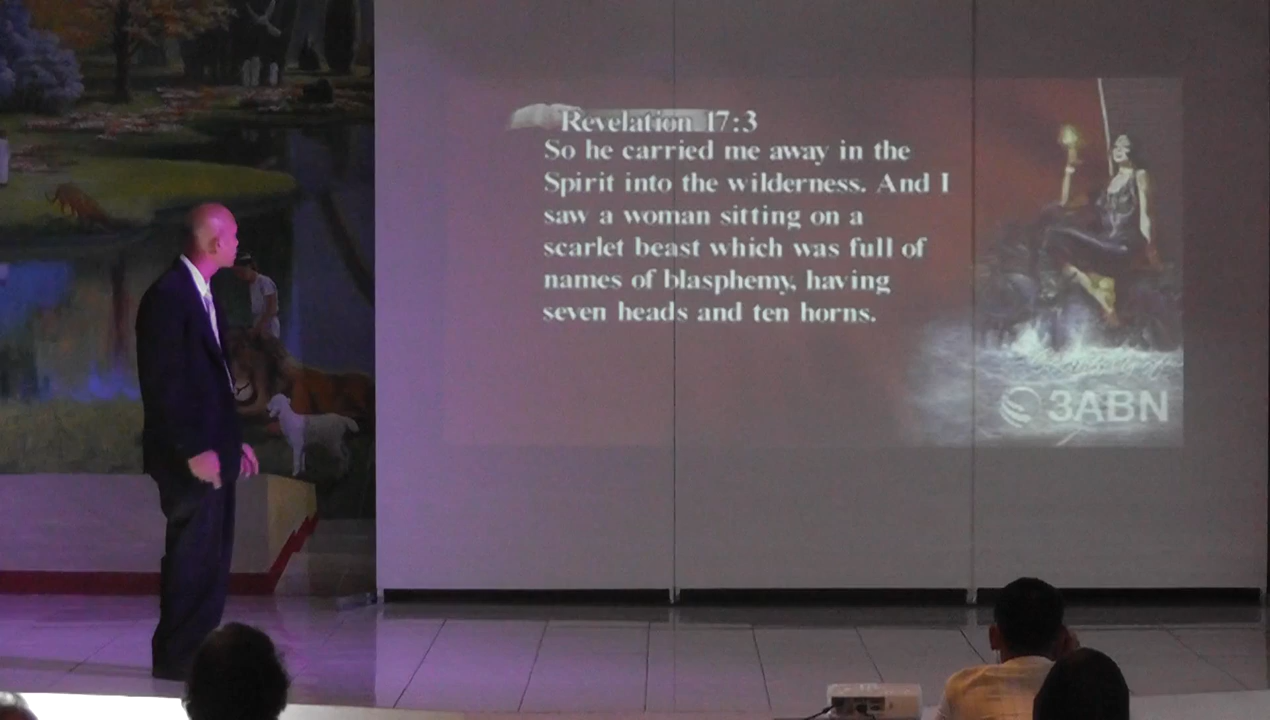 Revelation 17:3
So he carried me away in the
Spirit into the wilderness. And I
saw a woman sitting on a
scarlet beast which was full of
names of blasphemy, having
seven heads and ten horns.
3ABN